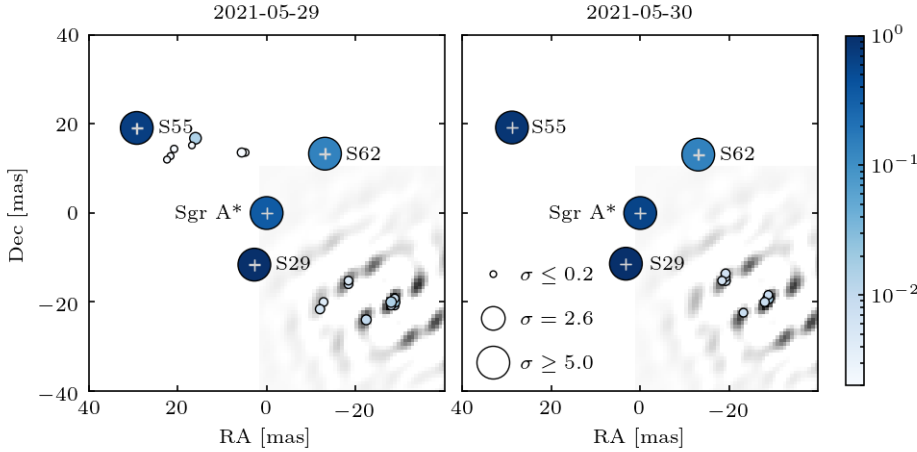 2021-05-29
2021-05-30
40
20
0
−20
−40
Dec [mas]
S55
S62
Sgr A*
S29
S55
S62
Sgr A*
S29
σ ≤ 0.2
σ = 2.6
σ ≥ 5.0
40
20
0
−20
RA [mas]
40
20
0
−20
RA [mas]
10⁰
10⁻¹
10⁻²